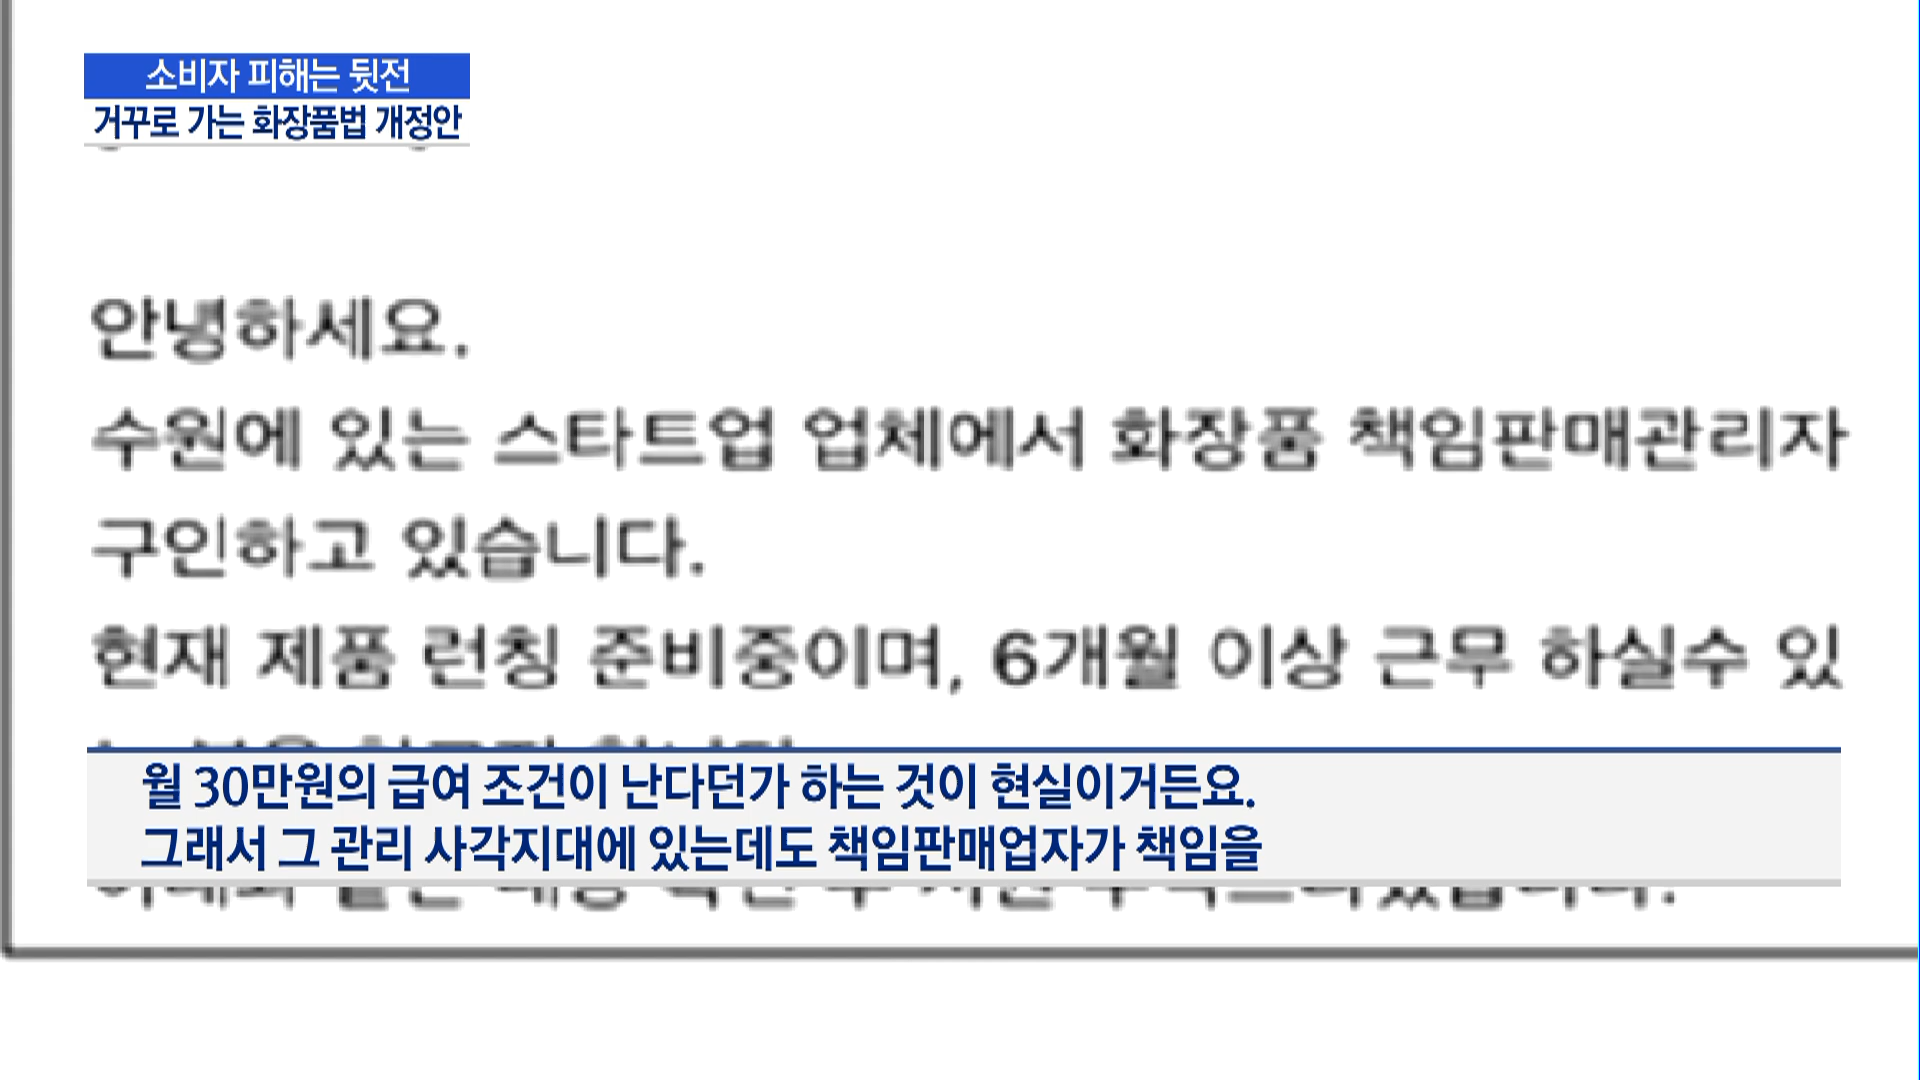 소비자 피해는 뒷전
거꾸로 가는 화장품법 개정안
안녕하세요.
수원에 있는 스타트업 업체에서 화장품 책임판매관리자
구인하고 있습니다.
현재 제품 런칭 준비중이며, 6개월 이상 근무 하실수 있
월 30만원의 급여 조건이 난다던가 하는 것이 현실이거든요.
그래서 그 관리 사각지대에 있는데도 책임판매업자가 책임을